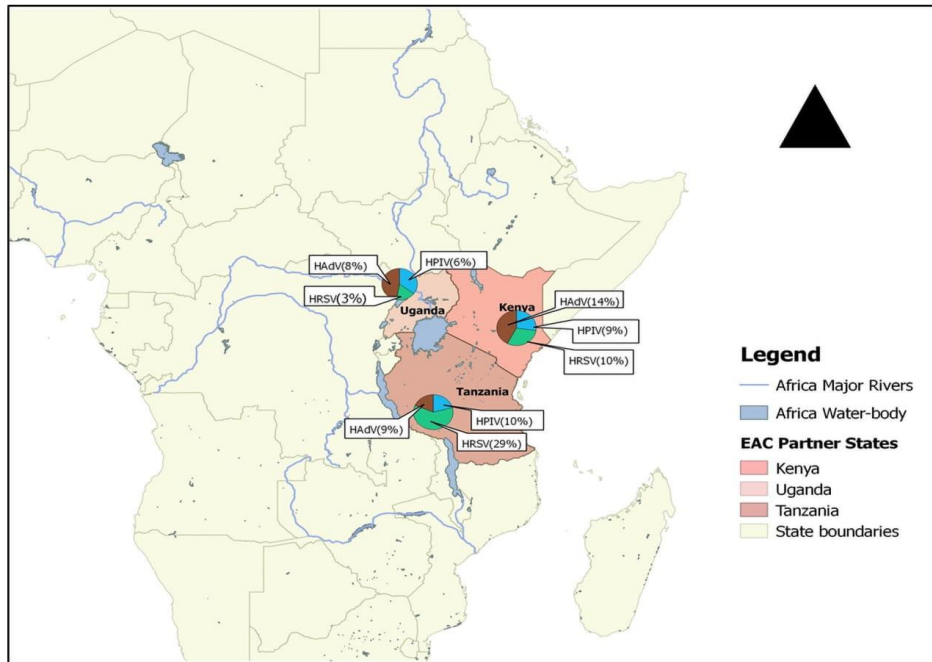 HAdV(8%)
HPIV(6%)
HRSV(3%)
Uganda
Kenya
HAdV(14%)
HPIV(9%)
HRSV(10%)
Tanzania
HAdV(9%)
HPIV(10%)
HRSV(29%)
Legend
Africa Major Rivers
Africa Water-body
EAC Partner States
Kenya
Uganda
Tanzania
State boundaries